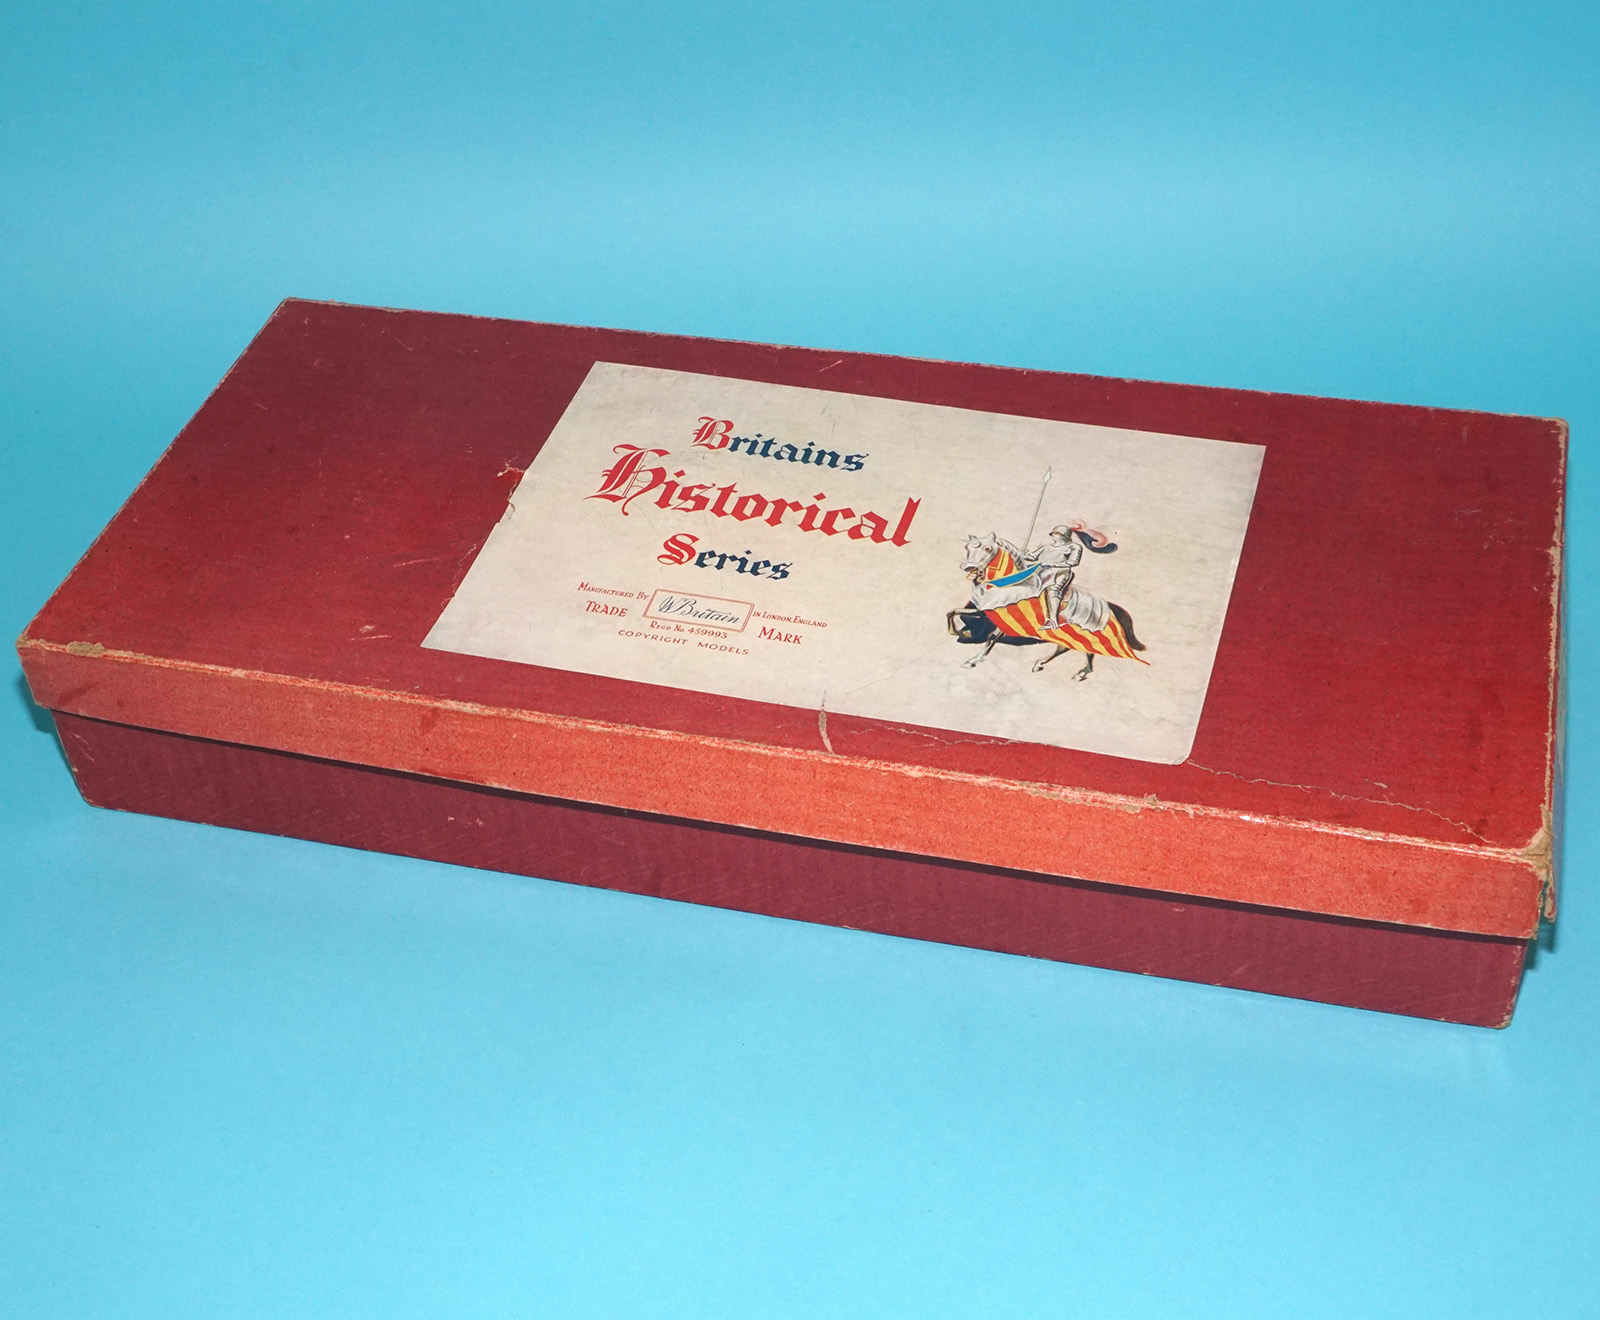 Britains
Historical
Series
MANUFACTURED BY W Britain IN LONDON, ENGLAND
TRADE MARK
REGD No 459993
COPYRIGHT MODELS